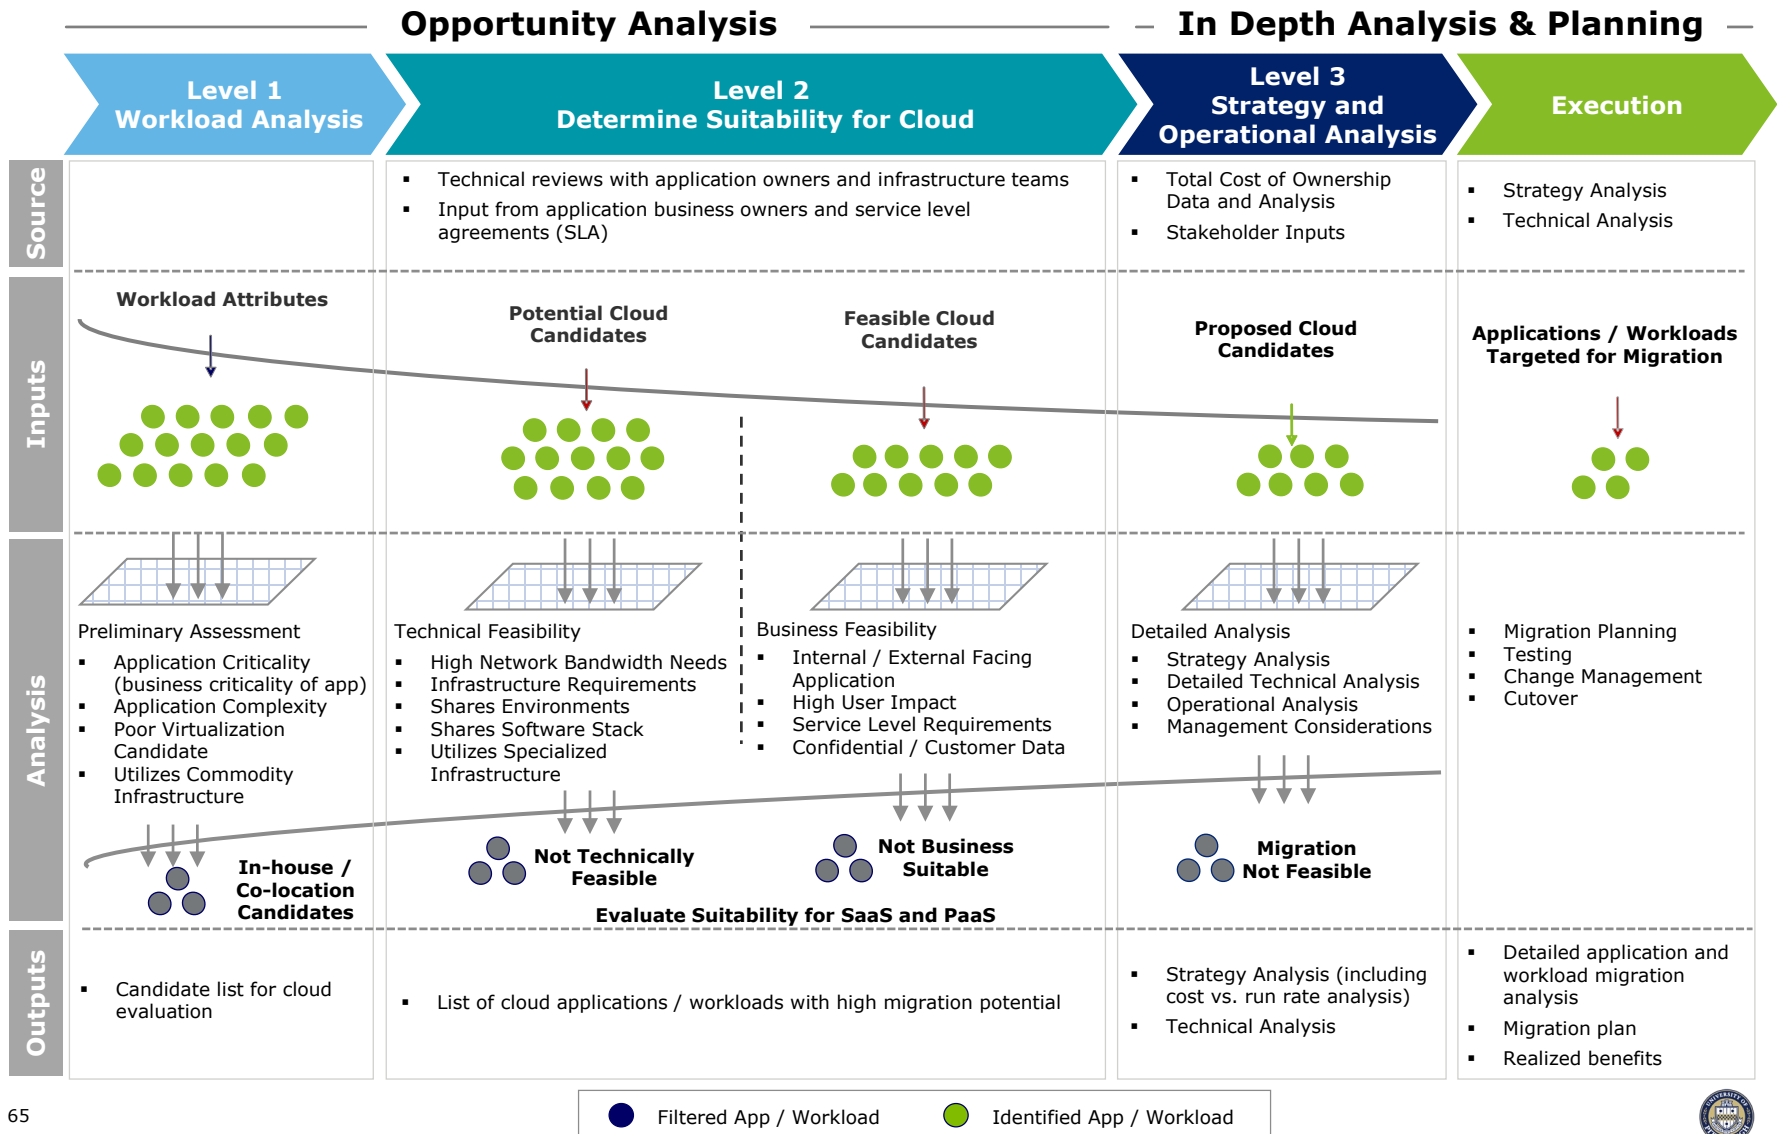 Opportunity Analysis
In Depth Analysis & Planning
Level 1
Workload Analysis
Level 2
Determine Suitability for Cloud
Level 3
Strategy and
Operational Analysis
Execution
Source
▪ Technical reviews with application owners and infrastructure teams
▪ Input from application business owners and service level
agreements (SLA)
▪ Total Cost of Ownership
Data and Analysis
▪ Stakeholder Inputs
▪ Strategy Analysis
▪ Technical Analysis
Inputs
Workload Attributes
Potential Cloud
Candidates
Feasible Cloud
Candidates
Proposed Cloud
Candidates
Applications / Workloads
Targeted for Migration
Analysis
Preliminary Assessment
▪ Application Criticality
(business criticality of app)
▪ Application Complexity
▪ Poor Virtualization
Candidate
▪ Utilizes Commodity
Infrastructure
In-house /
Co-location
Candidates
Technical Feasibility
▪ High Network Bandwidth Needs
▪ Infrastructure Requirements
▪ Shares Environments
▪ Shares Software Stack
▪ Utilizes Specialized
Infrastructure
Not Technically
Feasible
Business Feasibility
▪ Internal / External Facing
Application
▪ High User Impact
▪ Service Level Requirements
▪ Confidential / Customer Data
Not Business
Suitable
Evaluate Suitability for SaaS and PaaS
Detailed Analysis
▪ Strategy Analysis
▪ Detailed Technical Analysis
▪ Operational Analysis
▪ Management Considerations
Migration
Not Feasible
▪ Migration Planning
▪ Testing
▪ Change Management
▪ Cutover
Outputs
▪ Candidate list for cloud
evaluation
▪ List of cloud applications / workloads with high migration potential
▪ Strategy Analysis (including
cost vs. run rate analysis)
▪ Technical Analysis
▪ Detailed application and
workload migration
analysis
▪ Migration plan
▪ Realized benefits
65
Filtered App / Workload
Identified App / Workload
UNIVERSITY OF